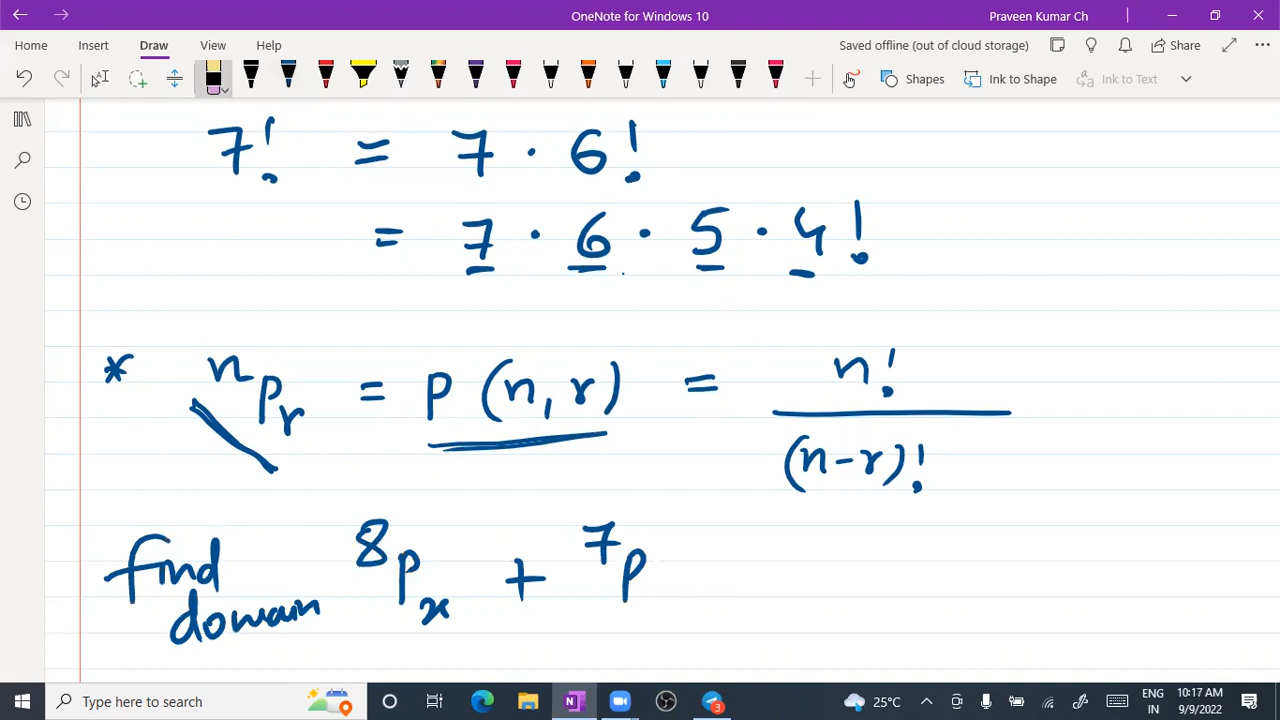 OneNote for Windows 10
Praveen Kumar Ch
Home Insert Draw View Help
Saved offline (out of cloud storage) Share
Shapes Ink to Shape Ink to Text
7! = 7 · 6!
= 7 · 6 · 5 · 4!
* nPr = P(n,r) = n!
(n-r)!
find 8Px + 7P
domain
Type here to search
3
25°C
ENG
IN
10:17 AM
9/9/2022